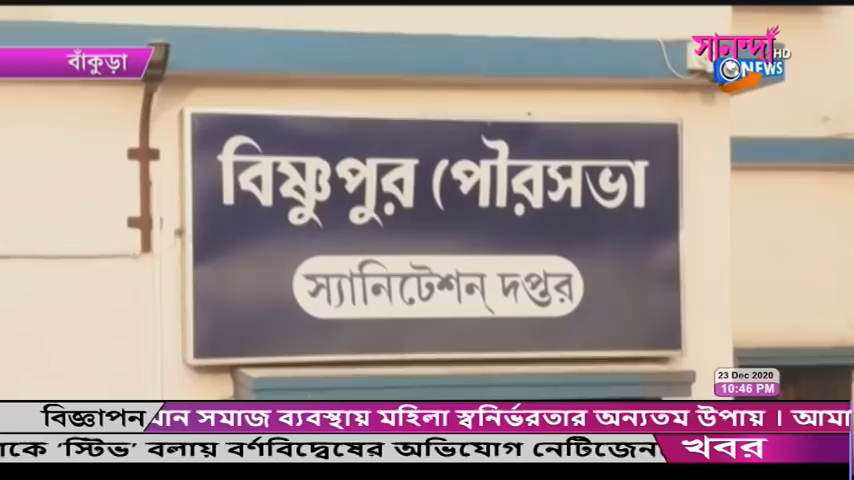 বাঁকুড়া
সানন্দা HD
NEWS
বিষ্ণুপুর পৌরসভা
স্যানিটেশন্ দপ্তর
23 Dec 2020
10:46 PM
বিজ্ঞাপন মান সমাজ ব্যবস্থায় মহিলা স্বনির্ভরতার অন্যতম উপায় । আমা
কে ‘স্টিভ’ বলায় বর্ণবিদ্বেষের অভিযোগ নেটিজেন খবর